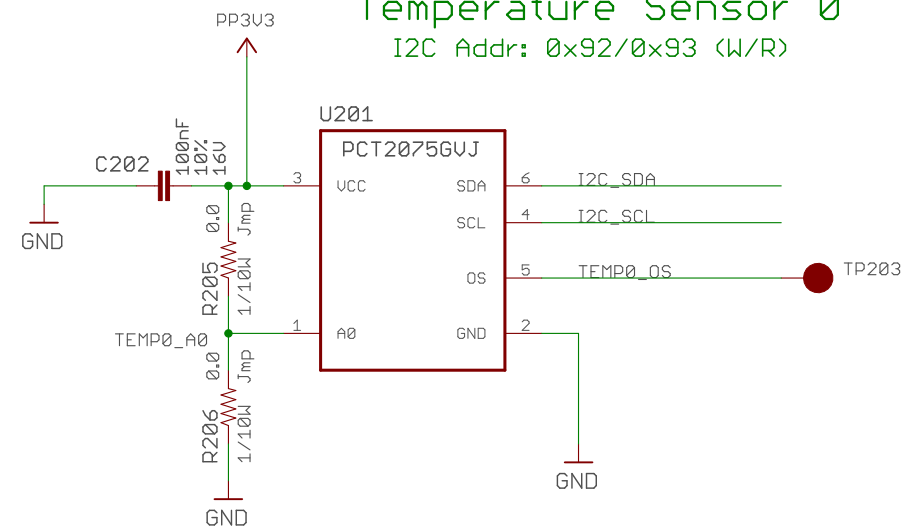 Temperature Sensor 0
I2C Addr: 0x92/0x93 (W/R)
PP3V3
U201
PCT2075GVJ
C202
100nF
10%
16V
3
VCC
SDA
6
I2C_SDA
SCL
4
I2C_SCL
GND
0.0
Jmp
R205
1/10W
OS
5
TEMP0_OS
TP203
TEMP0_A0
1
A0
GND
2
0.0
Jmp
R206
1/10W
GND
GND